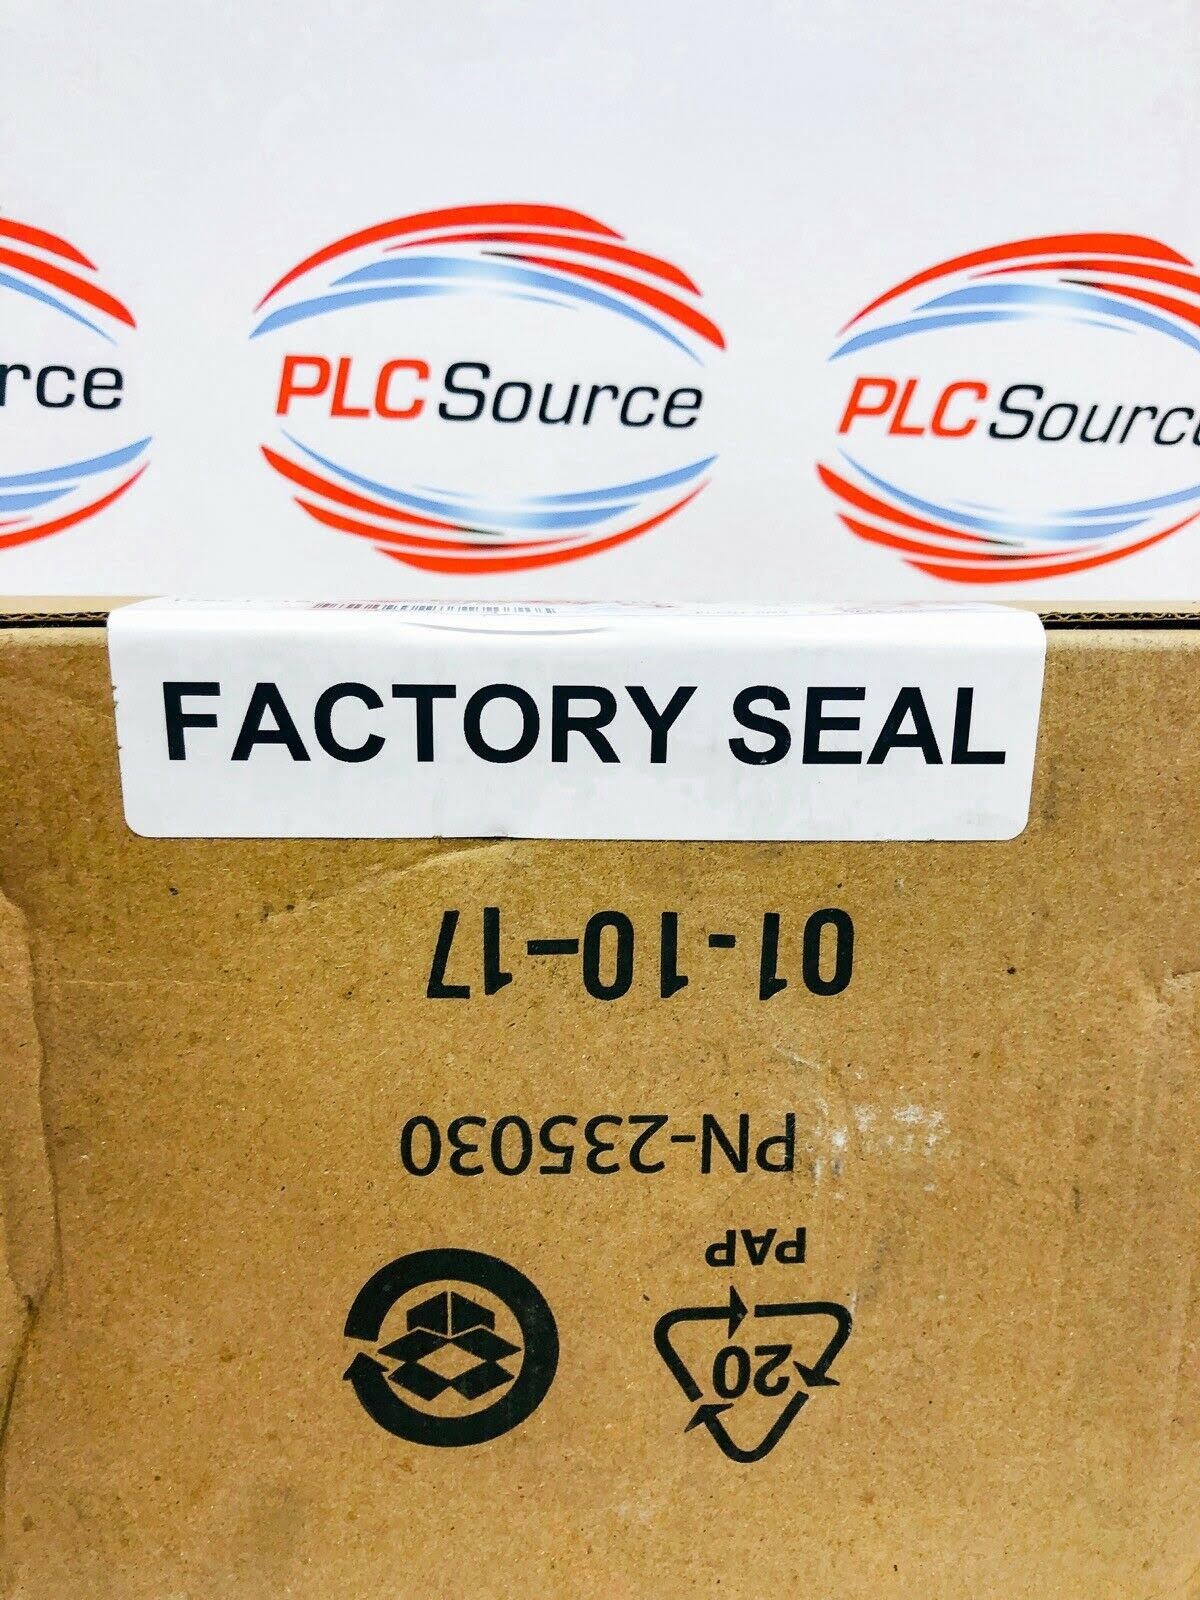 rce
PLC Source
PLC Sourc
FACTORY SEAL
01-10-17
PN-235030
PAP
20